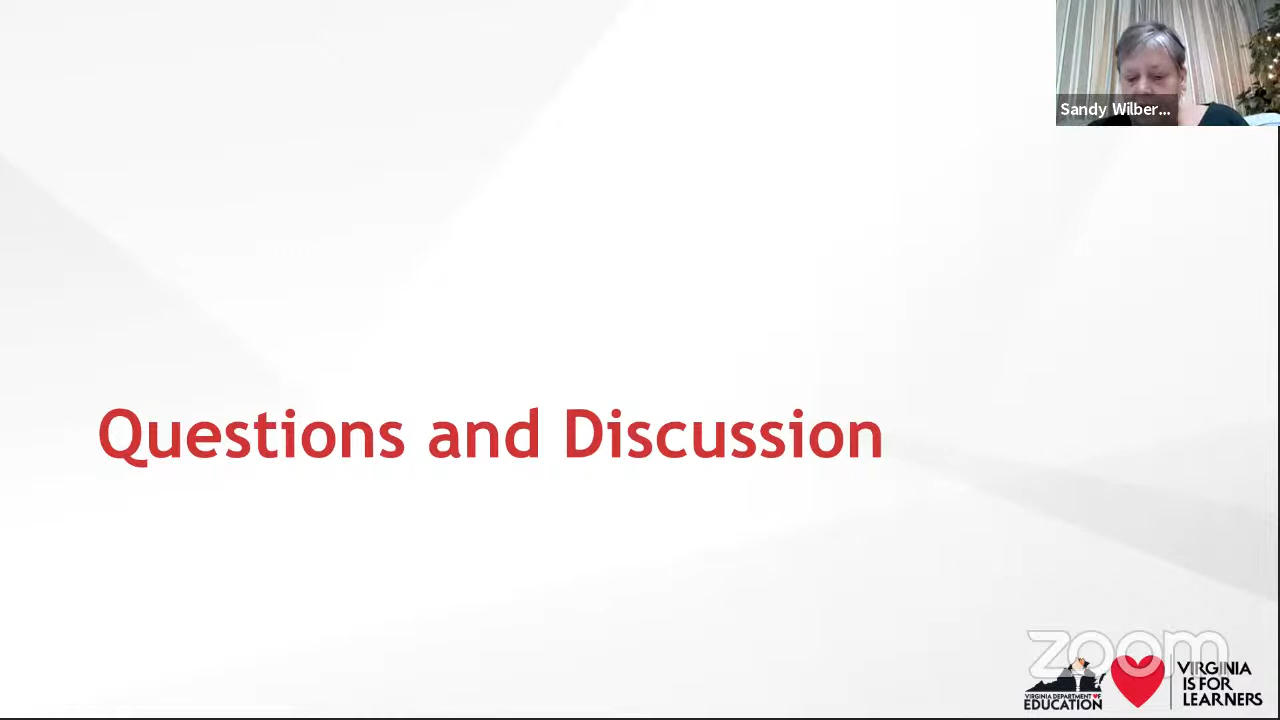 Sandy Wilber...
Questions and Discussion
zoom
VIRGINIA DEPARTMENT OF
EDUCATION
VIRGINIA
IS FOR
LEARNERS